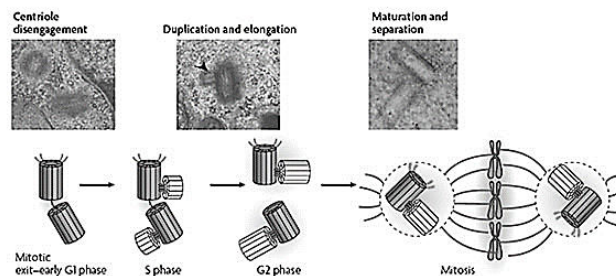 Centriole
disengagement
Duplication and elongation
Maturation and
separation
Mitotic
exit–early G1 phase
S phase
G2 phase
Mitosis